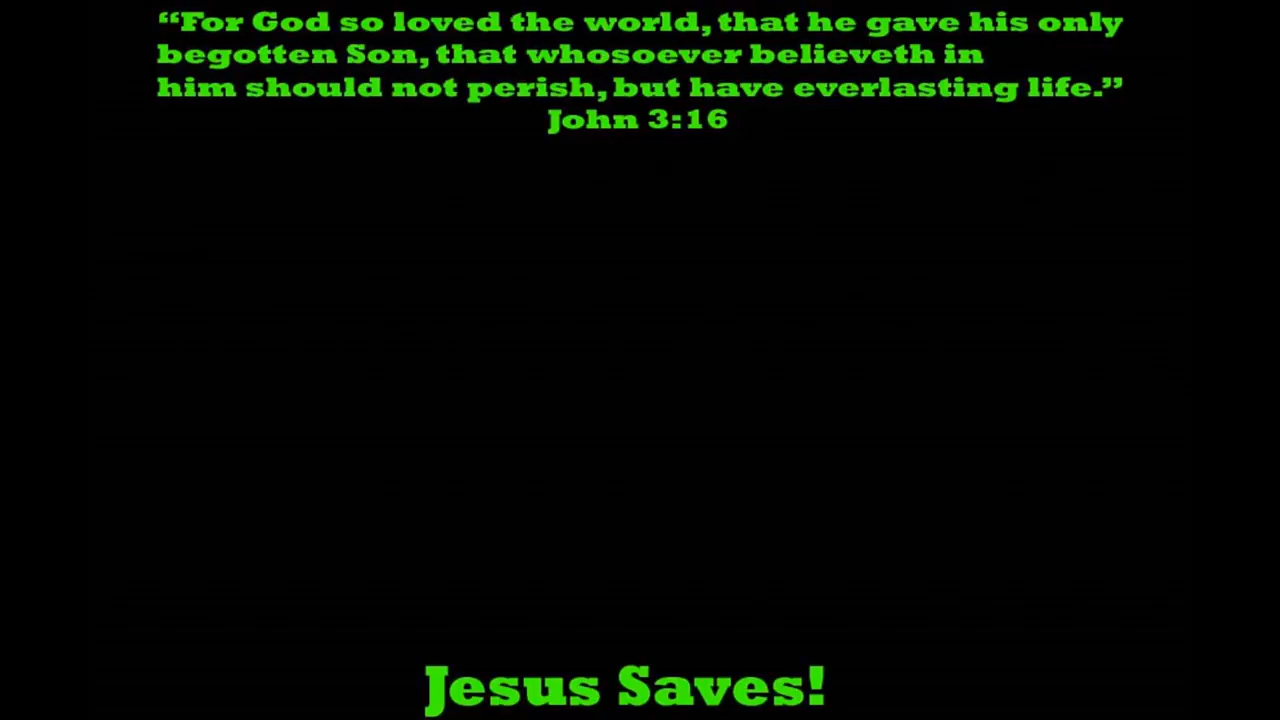 “For God so loved the world, that he gave his only
begotten Son, that whosoever believeth in
him should not perish, but have everlasting life.”
John 3:16
Jesus Saves!